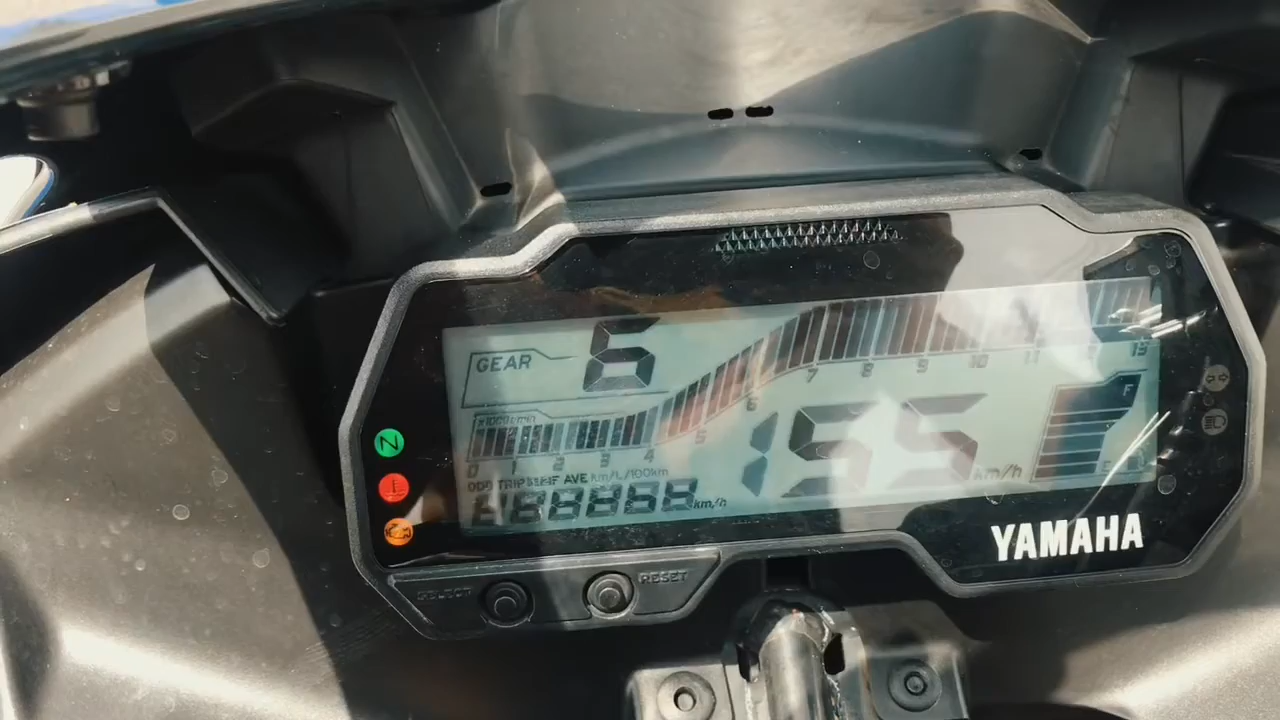 GEAR 6
x1000r/min
0 1 2 3 4 5 6 7 8 9 10 11 13
155 km/h
F
E
ODO TRIP AVE km/L/100km
188868 km/h
N
YAMAHA
SELECT RESET